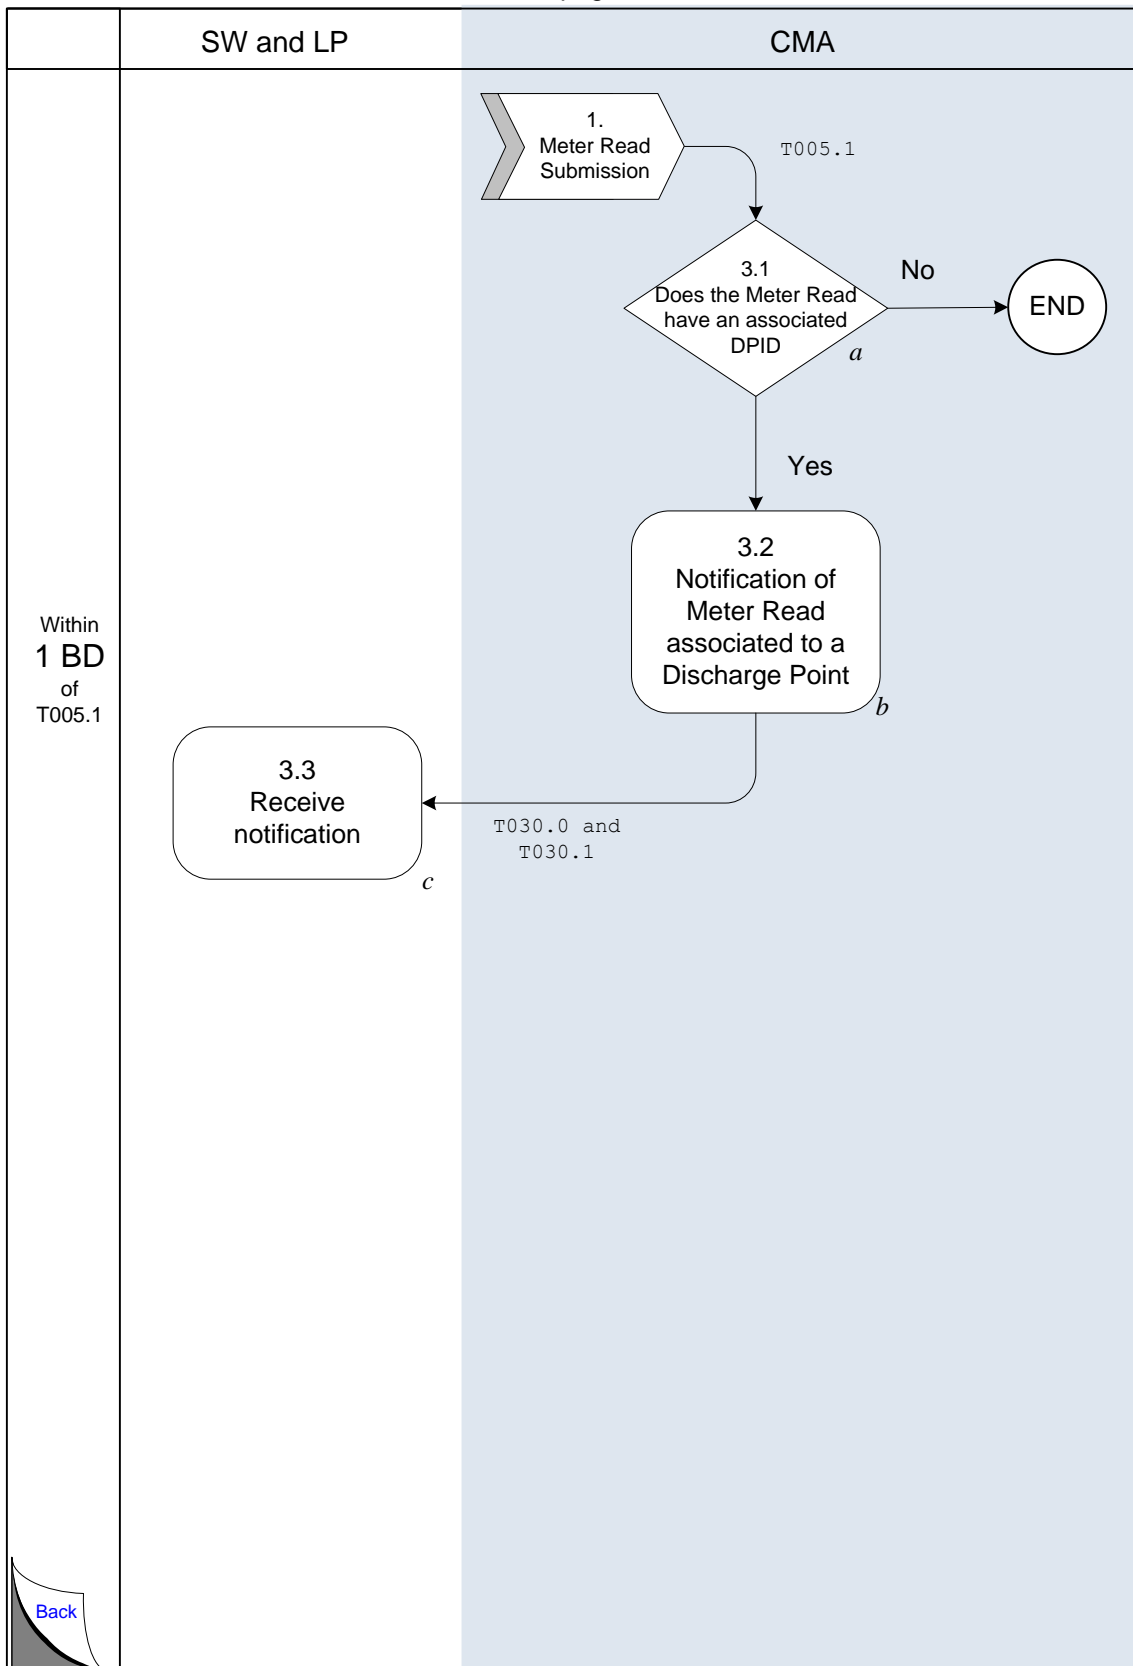 SW and LP
CMA
1.
Meter Read
Submission
T005.1
3.1
Does the Meter Read
have an associated
DPID
a
No
END
Yes
3.2
Notification of
Meter Read
associated to a
Discharge Point
b
Within
1 BD
of
T005.1
3.3
Receive
notification
c
T030.0 and
T030.1
Back